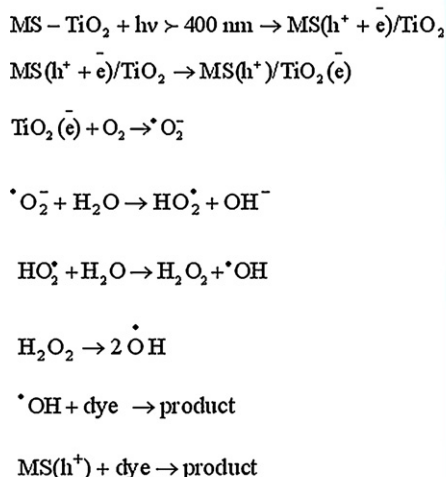 MS – TiO₂ + hν ≻ 400 nm → MS(h⁺ + e̅)/TiO₂
MS(h⁺ + e̅)/TiO₂ → MS(h⁺)/TiO₂(e̅)
TiO₂(e̅) + O₂ → •O₂⁻
•O₂⁻ + H₂O → HO₂• + OH⁻
HO₂• + H₂O → H₂O₂ + •OH
H₂O₂ → 2 ȮH
•OH + dye → product
MS(h⁺) + dye → product